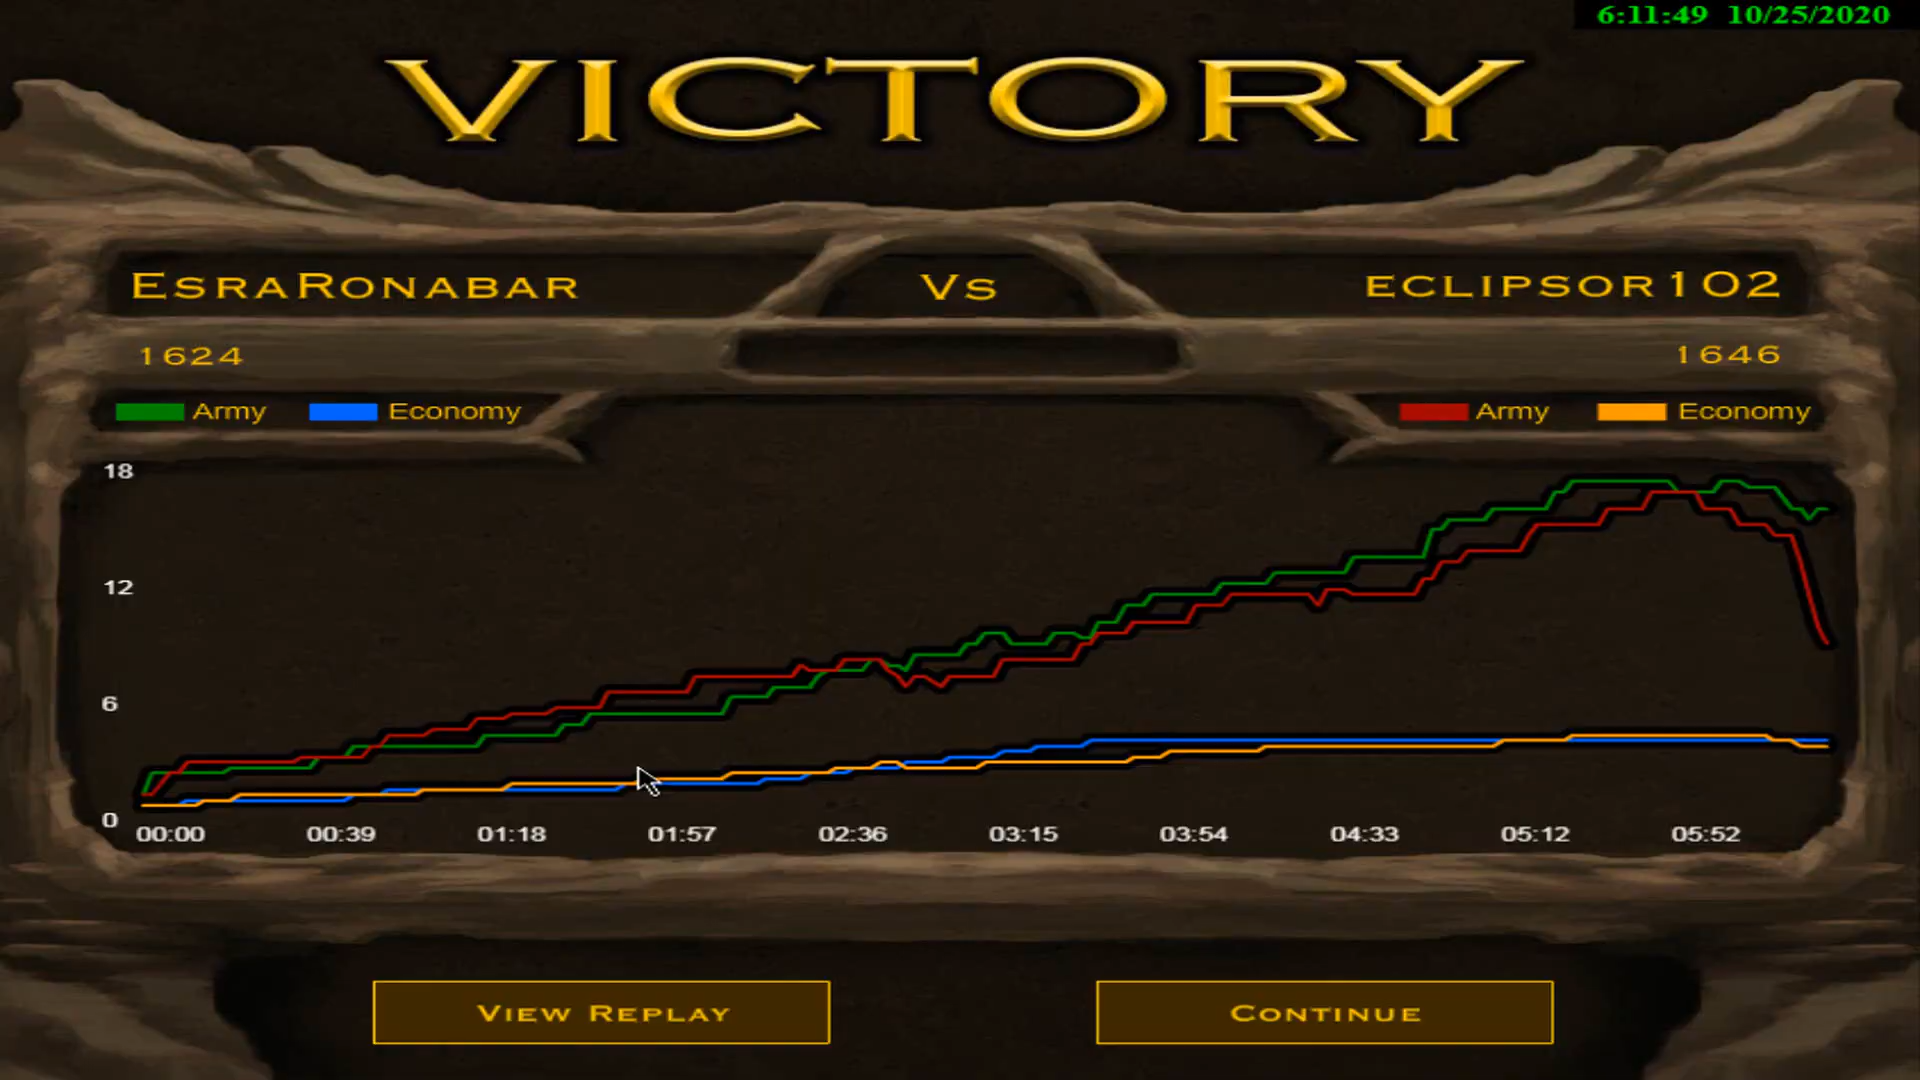 6:11:49 10/25/2020
VICTORY
EsraRonabar Vs eclipsor102
1624 1646
Army Economy Army Economy
18
12
6
0
00:00 00:39 01:18 01:57 02:36 03:15 03:54 04:33 05:12 05:52
View Replay Continue